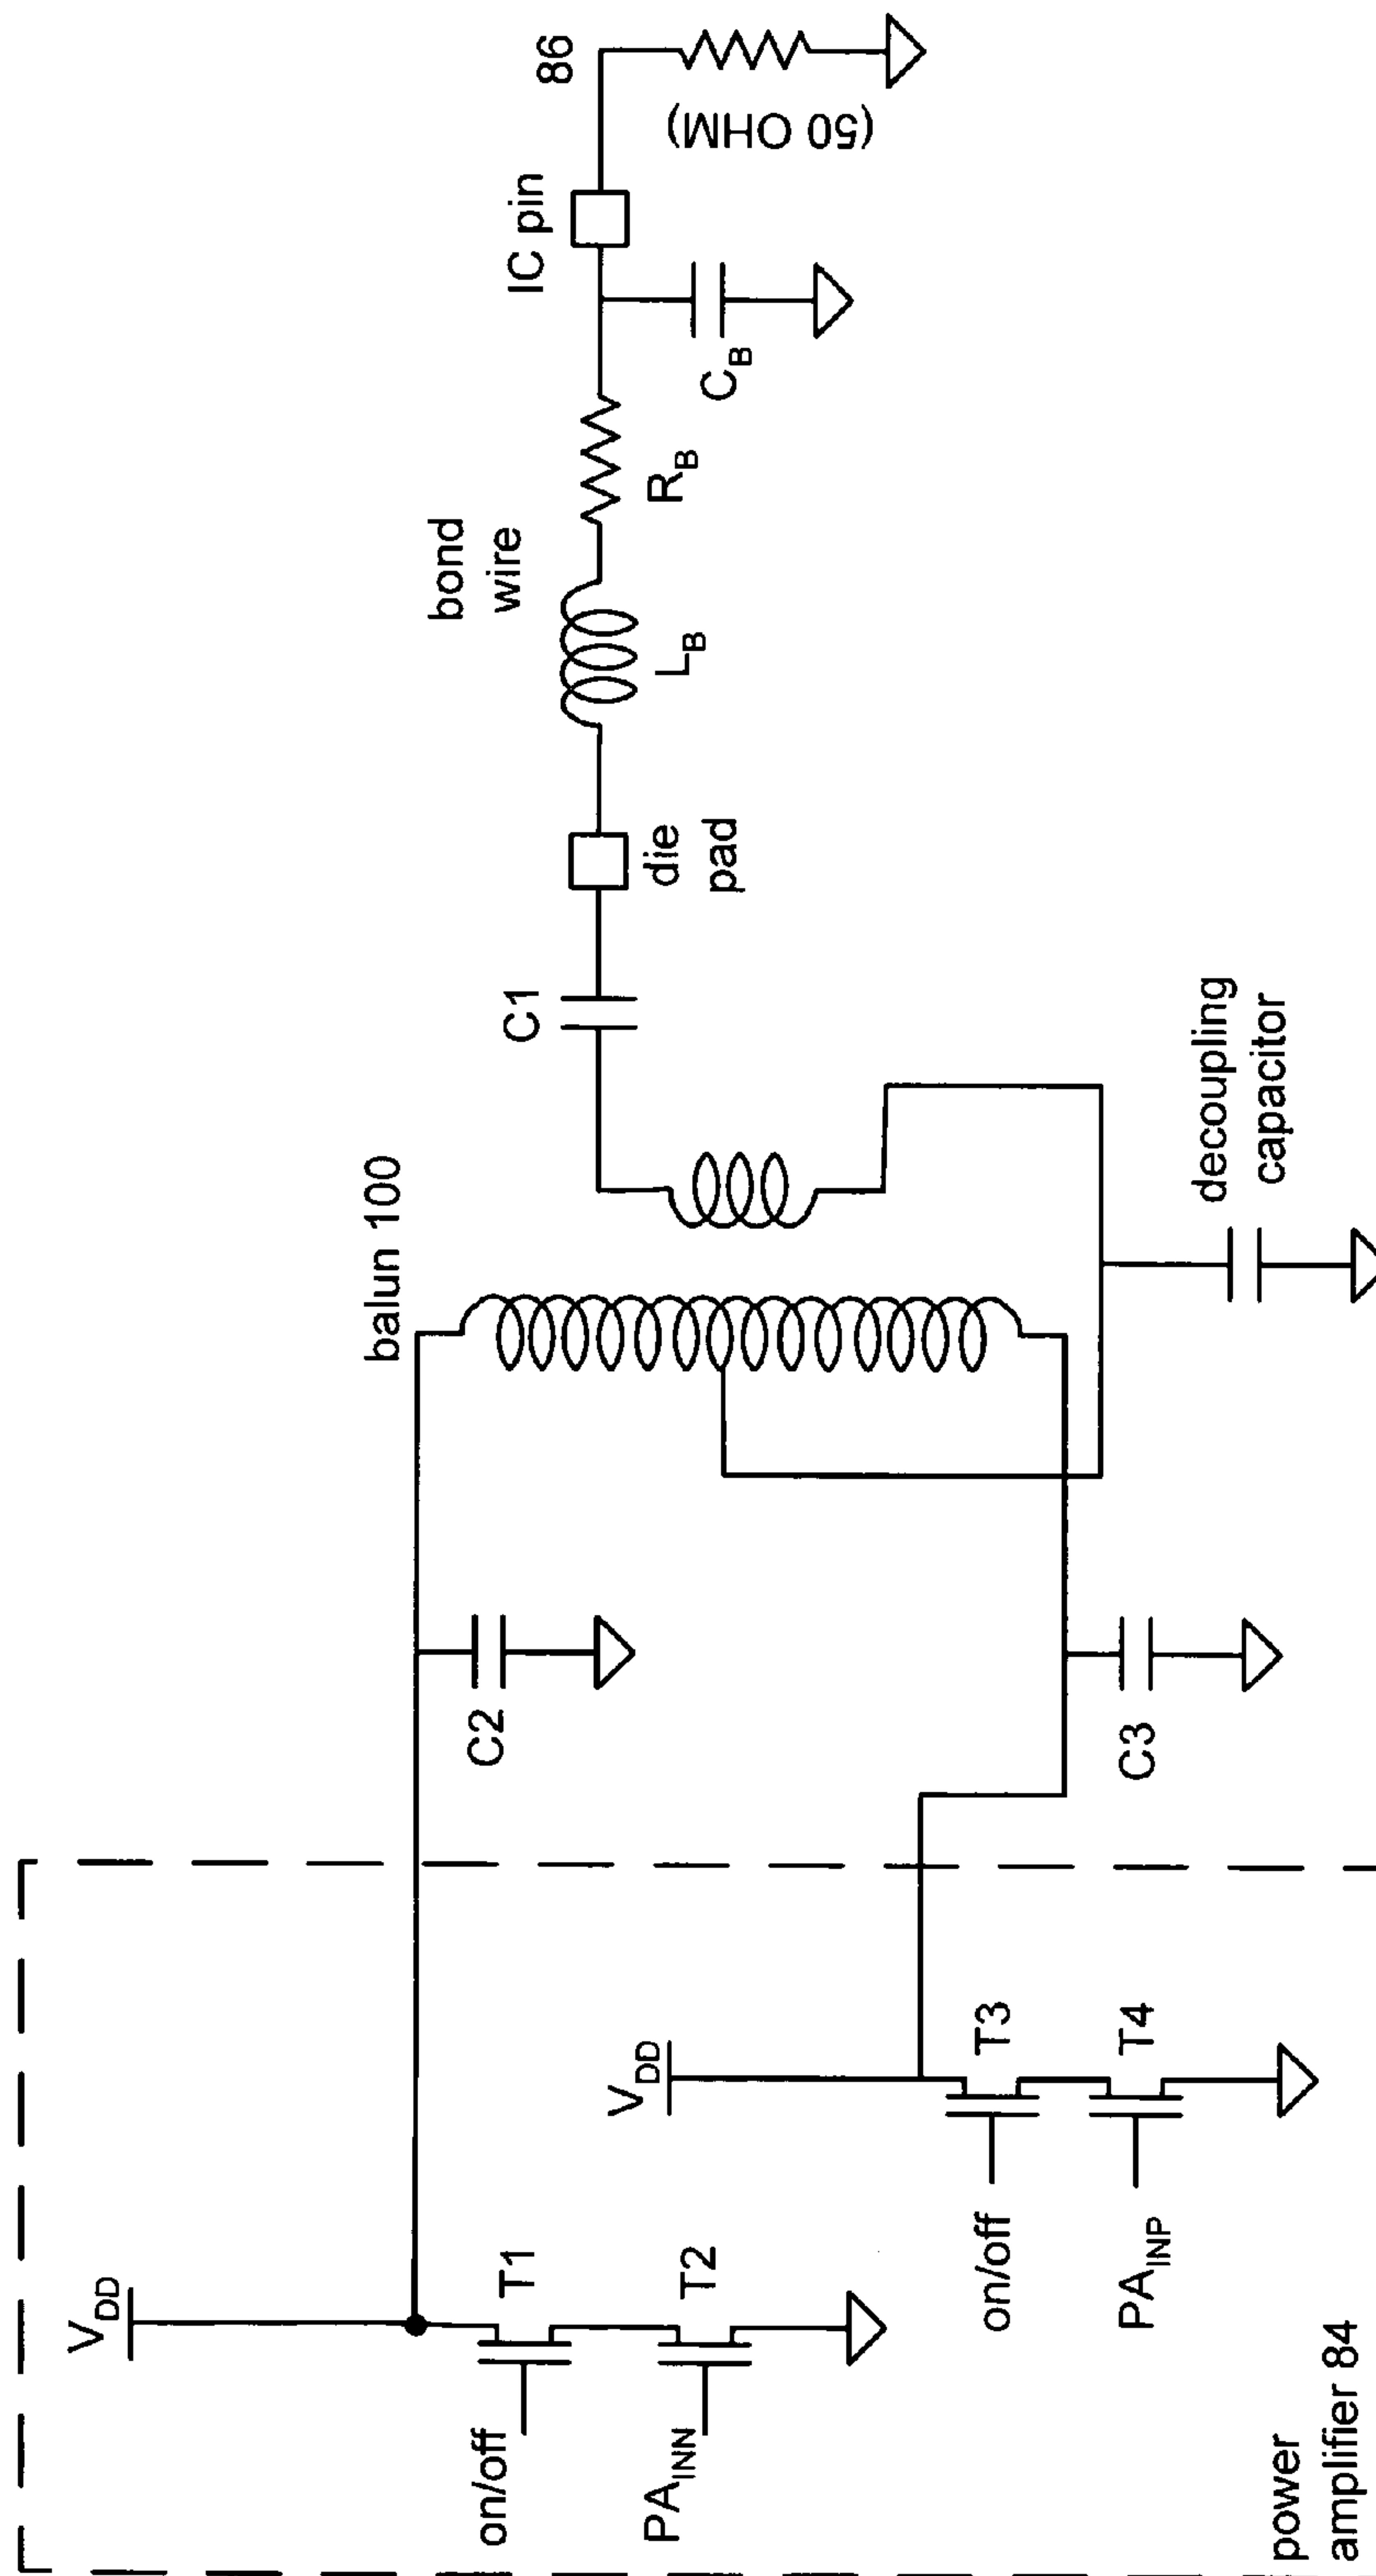 V_DD
on/off
T1
PA_INN
T2
power
amplifier 84
V_DD
on/off
T3
PA_INP
T4
C2
C3
balun 100
decoupling
capacitor
C1
die
pad
bond
wire
L_B
R_B
C_B
IC pin
86
(50 OHM)